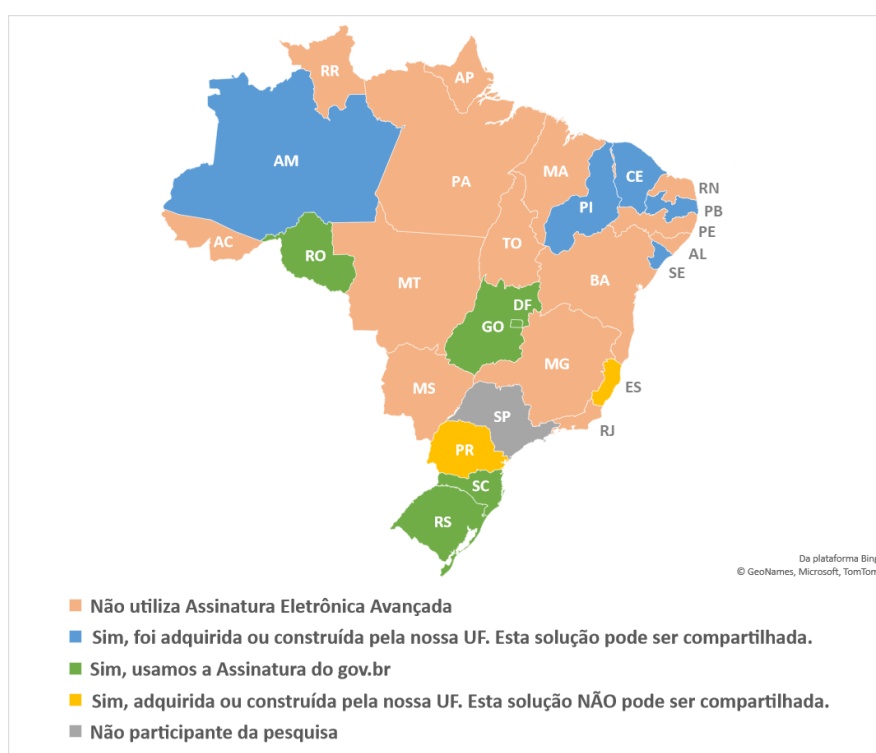 RR
AP
AM
PA
MA
CE
RN
PI
PB
PE
AC
TO
AL
RO
SE
MT
BA
DF
GO
MG
MS
ES
SP
RJ
PR
SC
RS
Da plataforma Bing
© GeoNames, Microsoft, TomTom
Não utiliza Assinatura Eletrônica Avançada
Sim, foi adquirida ou construída pela nossa UF. Esta solução pode ser compartilhada.
Sim, usamos a Assinatura do gov.br
Sim, adquirida ou construída pela nossa UF. Esta solução NÃO pode ser compartilhada.
Não participante da pesquisa